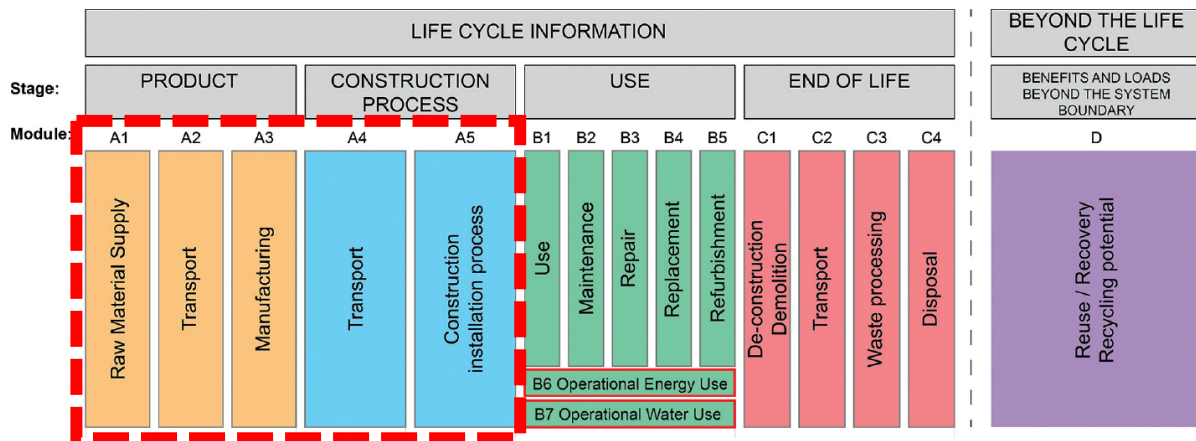 LIFE CYCLE INFORMATION
BEYOND THE LIFE
CYCLE
Stage:
PRODUCT
CONSTRUCTION
PROCESS
USE
END OF LIFE
BENEFITS AND LOADS
BEYOND THE SYSTEM
BOUNDARY
Module:
A1
A2
A3
A4
A5
B1
B2
B3
B4
B5
C1
C2
C3
C4
D
Raw Material Supply
Transport
Manufacturing
Transport
Construction
installation process
Use
Maintenance
Repair
Replacement
Refurbishment
B6 Operational Energy Use
B7 Operational Water Use
De-construction
Demolition
Transport
Waste processing
Disposal
Reuse / Recovery
Recycling potential